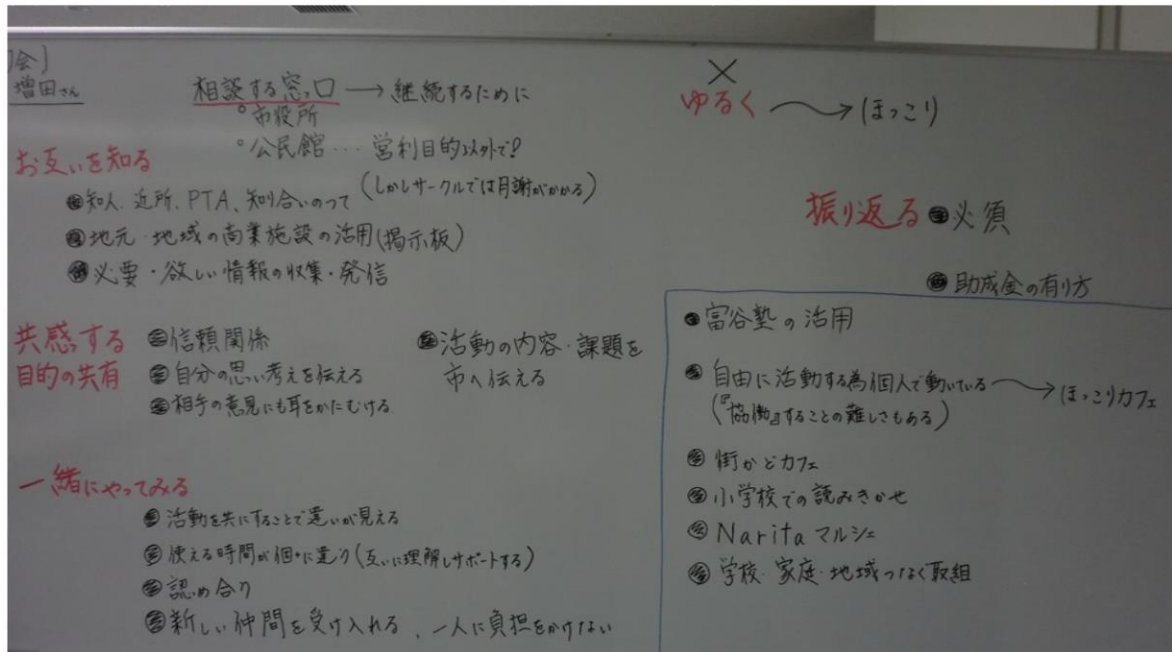 会)
増田さん
相談する窓口 → 継続するために
○市役所
○公民館... 営利目的以外で!?
お互いを知る
(しかしサークルでは月謝がかかる)
●知人、近所、PTA、知り合いのつて
●地元・地域の商業施設の活用(掲示板)
●必要・欲しい情報の収集・発信
共感する
目的の共有
●信頼関係
●自分の思い考えを伝える
●相手の意見にも耳をかたむける
●活動の内容・課題を
市へ伝える
一緒にやってみる
●活動を共にすることで違いが見える
●使える時間が個々に違う(互いに理解しサポートする)
●認め合う
●新しい仲間を受け入れる、一人に負担をかけない
×
ゆるく → ほっこり
振り返る ●必須
●助成金の有り方
●富谷塾の活用
●自由に活動する為個人で動いている → ほっこりカフェ
(『協働』することの難しさもある)
●街かどカフェ
●小学校での読みきかせ
●Naritaマルシェ
●学校・家庭・地域つなぐ取組